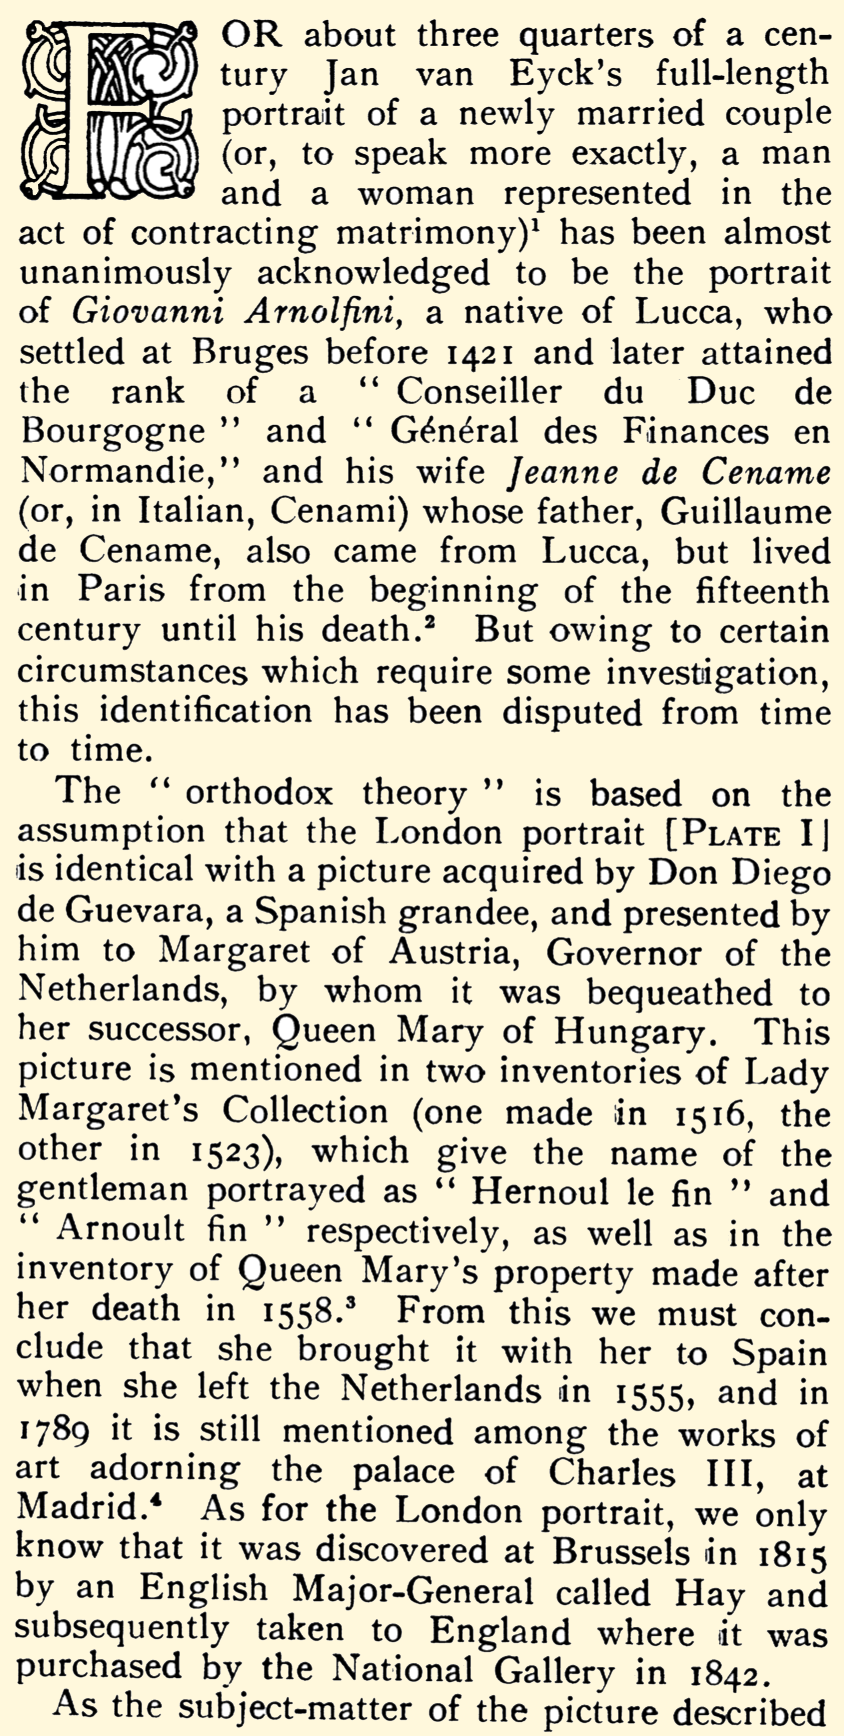 FOR about three quarters of a cen-
tury Jan van Eyck's full-length
portrait of a newly married couple
(or, to speak more exactly, a man
and a woman represented in the
act of contracting matrimony)¹ has been almost
unanimously acknowledged to be the portrait
of Giovanni Arnolfini, a native of Lucca, who
settled at Bruges before 1421 and later attained
the rank of a “ Conseiller du Duc de
Bourgogne ” and “ Général des Finances en
Normandie,” and his wife Jeanne de Cename
(or, in Italian, Cenami) whose father, Guillaume
de Cename, also came from Lucca, but lived
in Paris from the beginning of the fifteenth
century until his death.² But owing to certain
circumstances which require some investigation,
this identification has been disputed from time
to time.
The “ orthodox theory ” is based on the
assumption that the London portrait [PLATE I]
is identical with a picture acquired by Don Diego
de Guevara, a Spanish grandee, and presented by
him to Margaret of Austria, Governor of the
Netherlands, by whom it was bequeathed to
her successor, Queen Mary of Hungary. This
picture is mentioned in two inventories of Lady
Margaret's Collection (one made in 1516, the
other in 1523), which give the name of the
gentleman portrayed as “ Hernoul le fin ” and
“ Arnoult fin ” respectively, as well as in the
inventory of Queen Mary's property made after
her death in 1558.³ From this we must con-
clude that she brought it with her to Spain
when she left the Netherlands in 1555, and in
1789 it is still mentioned among the works of
art adorning the palace of Charles III, at
Madrid.⁴ As for the London portrait, we only
know that it was discovered at Brussels in 1815
by an English Major-General called Hay and
subsequently taken to England where it was
purchased by the National Gallery in 1842.
As the subject-matter of the picture described